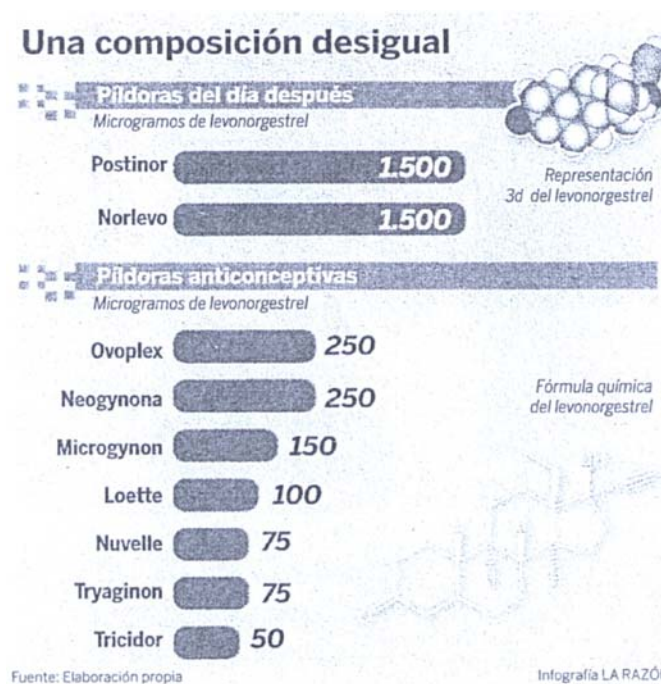 Una composición desigual
Píldoras del día después
Microgramos de levonorgestrel
Postinor 1.500
Norlevo 1.500
Representación
3d del levonorgestrel
Píldoras anticonceptivas
Microgramos de levonorgestrel
Ovoplex 250
Neogynona 250
Microgynon 150
Loette 100
Nuvelle 75
Tryaginon 75
Tricidor 50
Fórmula química
del levonorgestrel
Fuente: Elaboración propia
Infografía LA RAZÓ